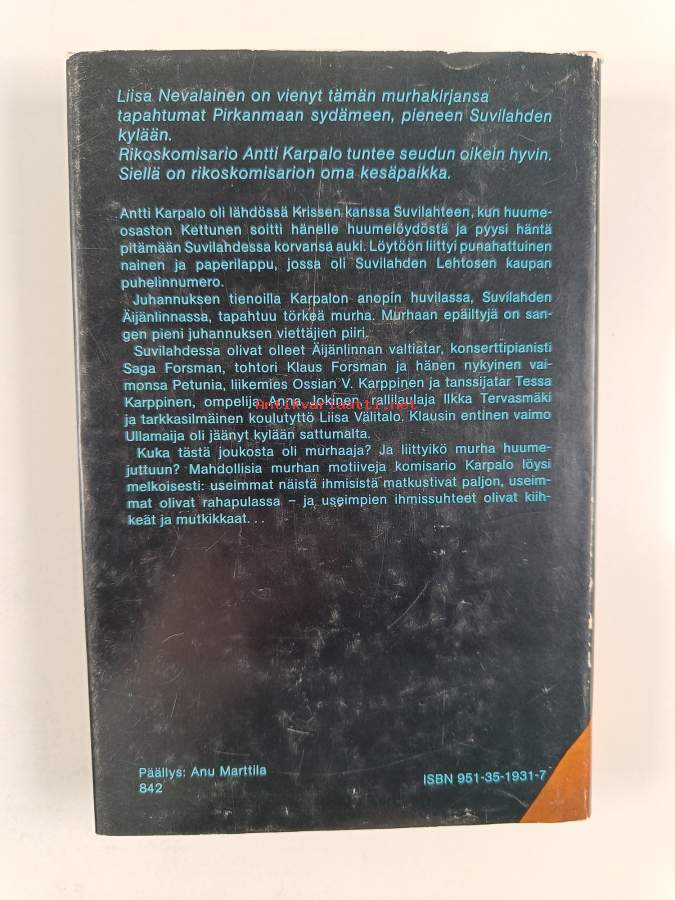 Liisa Nevalainen on vienyt tämän murhakirjansa
tapahtumat Pirkanmaan sydämeen, pieneen Suvilahden
kylään.
Rikoskomisario Antti Karpalo tuntee seudun oikein hyvin.
Siellä on rikoskomisarion oma kesäpaikka.
Antti Karpalo oli lähdössä Krissen kanssa Suvilahteen, kun huume-
osaston Kettunen soitti hänelle huumelöydöstä ja pyysi häntä
pitämään Suvilahdessa korvansa auki. Löytöön liittyi punahattuinen
nainen ja paperilappu, jossa oli Suvilahden Lehtosen kaupan
puhelinnumero.
Juhannuksen tienoilla Karpalon anopin huvilassa, Suvilahden
Äijänlinnassa, tapahtuu törkeä murha. Murhaan epäiltyjä on san-
gen pieni juhannuksen viettäjien piiri.
Suvilahdessa olivat olleet Äijänlinnan valtiatar, konserttipianisti
Saga Forsman, tohtori Klaus Forsman ja hänen nykyinen vai-
monsa Petunia, liikemies Ossian V. Karppinen ja tanssijatar Tessa
Karppinen, ompelija Anna Jokinen, rallilaulaja Ilkka Tervasmäki
Antikvariaatti.net
ja tarkkasilmäinen koulutyttö Liisa Välitalo. Klausin entinen vaimo
Ullamaija oli jäänyt kylään sattumalta.
Kuka tästä joukosta oli murhaaja? Ja liittyikö murha huume-
juttuun? Mahdollisia murhan motiiveja komisario Karpalo löysi
melkoisesti: useimmat näistä ihmisistä matkustivat paljon, useim-
mat olivat rahapulassa – ja useimpien ihmissuhteet olivat kiih-
keät ja mutkikkaat...
Päällys: Anu Marttila
842
ISBN 951-35-1931-7